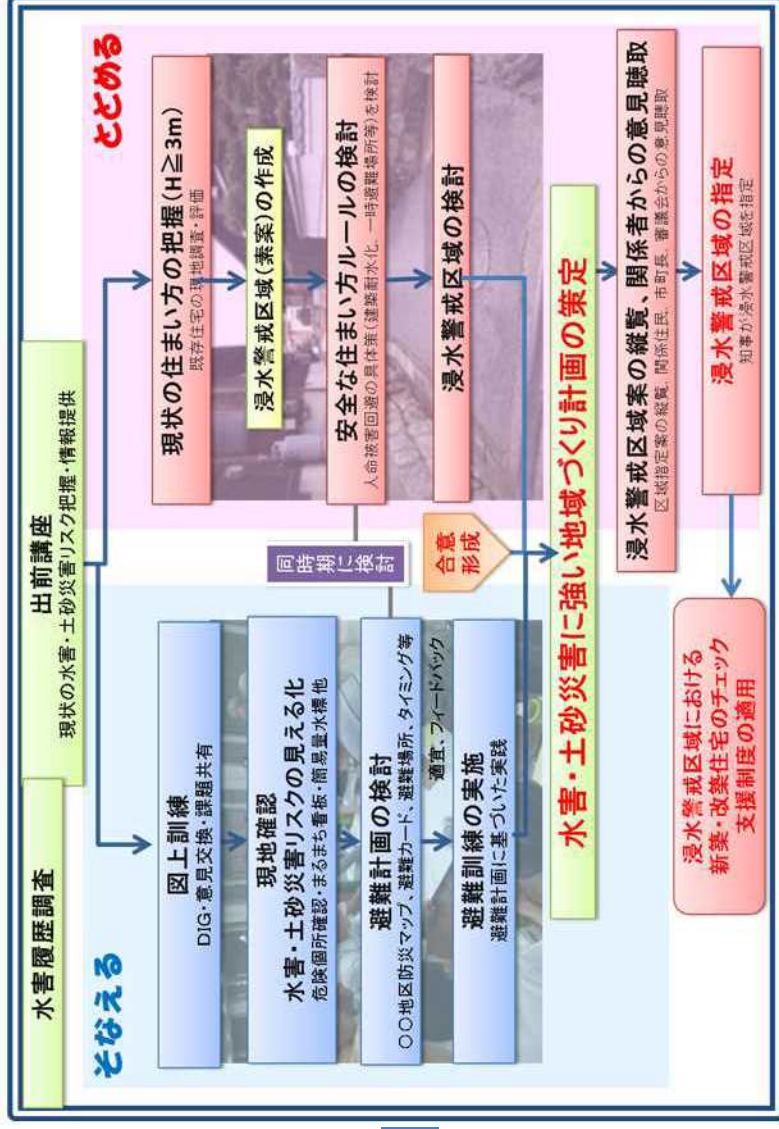 水害履歴調査
出前講座
現状の水害・土砂災害リスク把握・情報提供
そなえる
図上訓練
DIG・意見交換・課題共有
現地確認
水害・土砂災害リスクの見える化
危険個所確認・まるまち看板・簡易量水標他
避難計画の検討
〇〇地区防災マップ、避難カード、避難場所、タイミング等
適宜、フィードバック
避難訓練の実施
避難計画に基づいた実践
とどめる
現状の住まい方の把握(H≧3m)
既存住宅の現地調査・評価
浸水警戒区域(素案)の作成
安全な住まい方ルールの検討
人命被害回避の具体策(建築耐水化、一時避難場所等)を検討
浸水警戒区域の検討
同時期に検討
合意
形成
水害・土砂災害に強い地域づくり計画の策定
浸水警戒区域案の縦覧、関係者からの意見聴取
区域指定案の縦覧、関係住民、市町長、審議会からの意見聴取
浸水警戒区域の指定
知事が浸水警戒区域を指定
浸水警戒区域における
新築・改築住宅のチェック
支援制度の適用